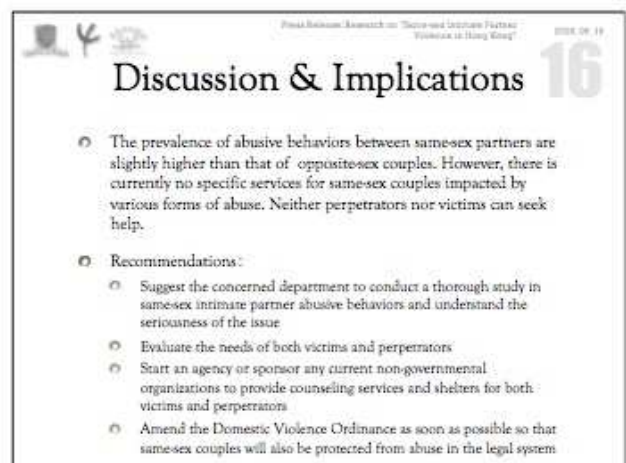 Press Release: Research on "Same-sex Intimate Partner
Violence in Hong Kong"
16
Discussion & Implications
The prevalence of abusive behaviors between same-sex partners are
slightly higher than that of opposite-sex couples. However, there is
currently no specific services for same-sex couples impacted by
various forms of abuse. Neither perpetrators nor victims can seek
help.
Recommendations:
Suggest the concerned department to conduct a thorough study in
same-sex intimate partner abusive behaviors and understand the
seriousness of the issue
Evaluate the needs of both victims and perpetrators
Start an agency or sponsor any current non-governmental
organizations to provide counseling services and shelters for both
victims and perpetrators
Amend the Domestic Violence Ordinance as soon as possible so that
same-sex couples will also be protected from abuse in the legal system